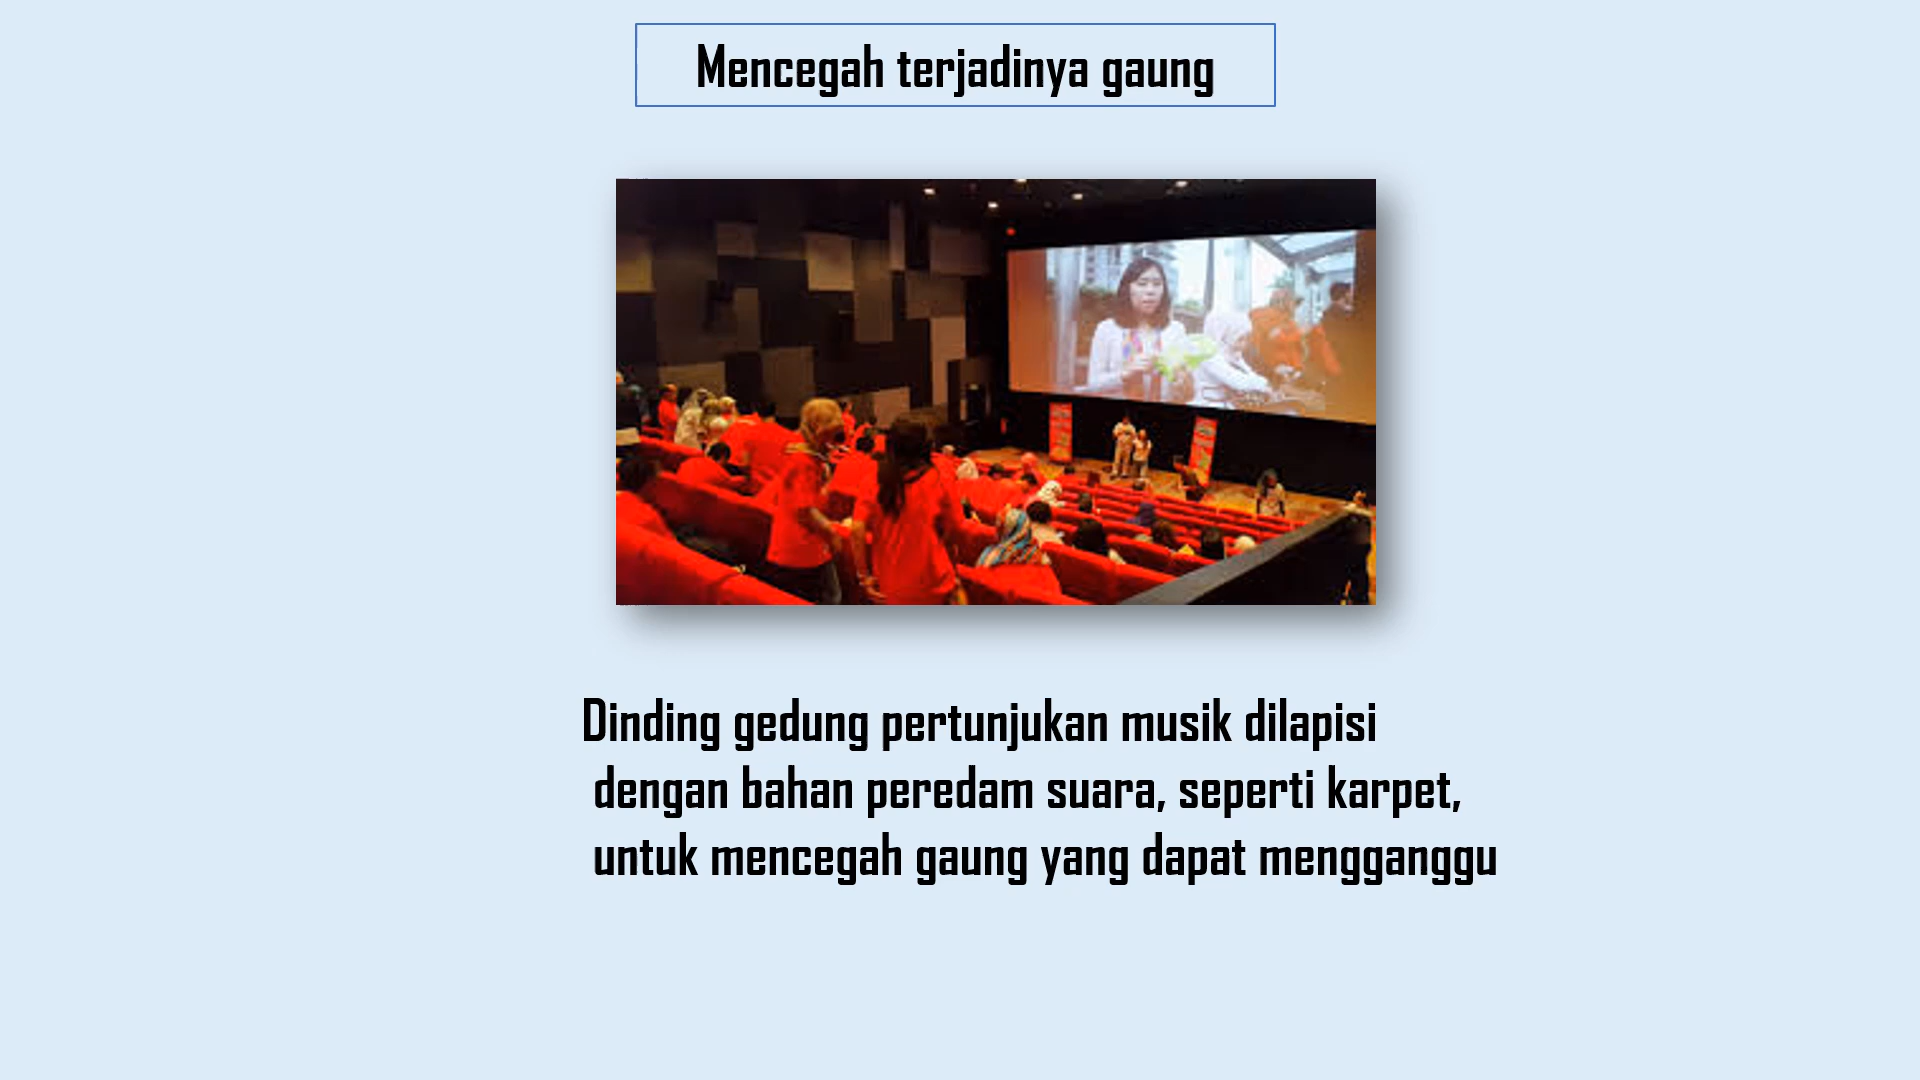 Mencegah terjadinya gaung
Dinding gedung pertunjukan musik dilapisi
dengan bahan peredam suara, seperti karpet,
untuk mencegah gaung yang dapat mengganggu